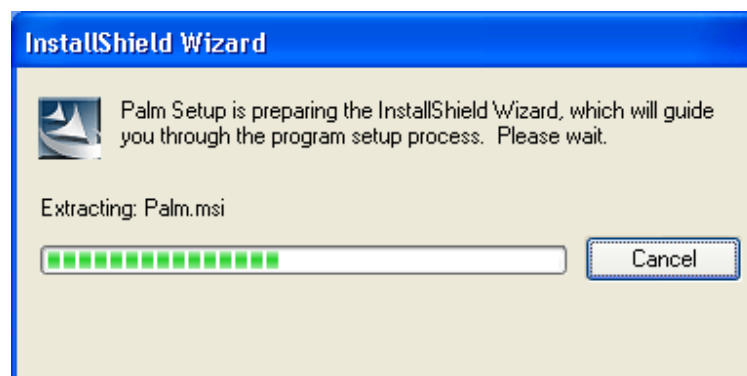 InstallShield Wizard
Palm Setup is preparing the InstallShield Wizard, which will guide
you through the program setup process.  Please wait.
Extracting: Palm.msi
Cancel